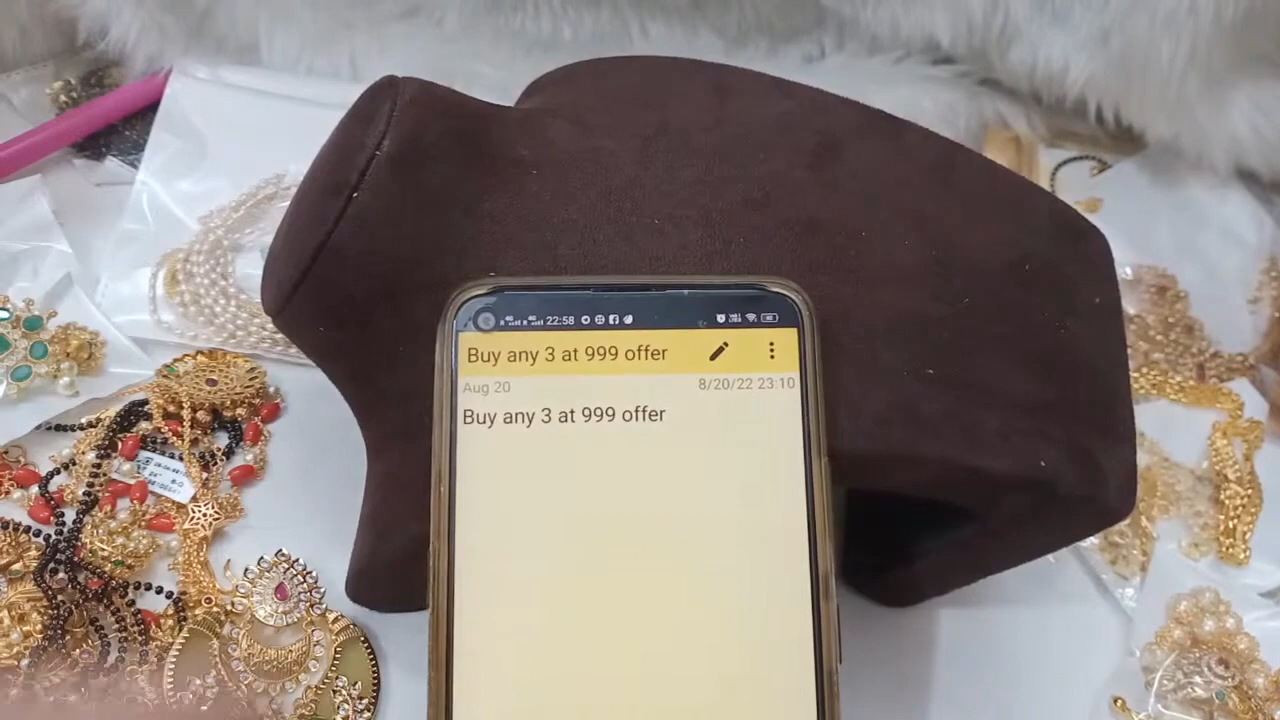 22:58
Buy any 3 at 999 offer
Aug 20
8/20/22 23:10
Buy any 3 at 999 offer